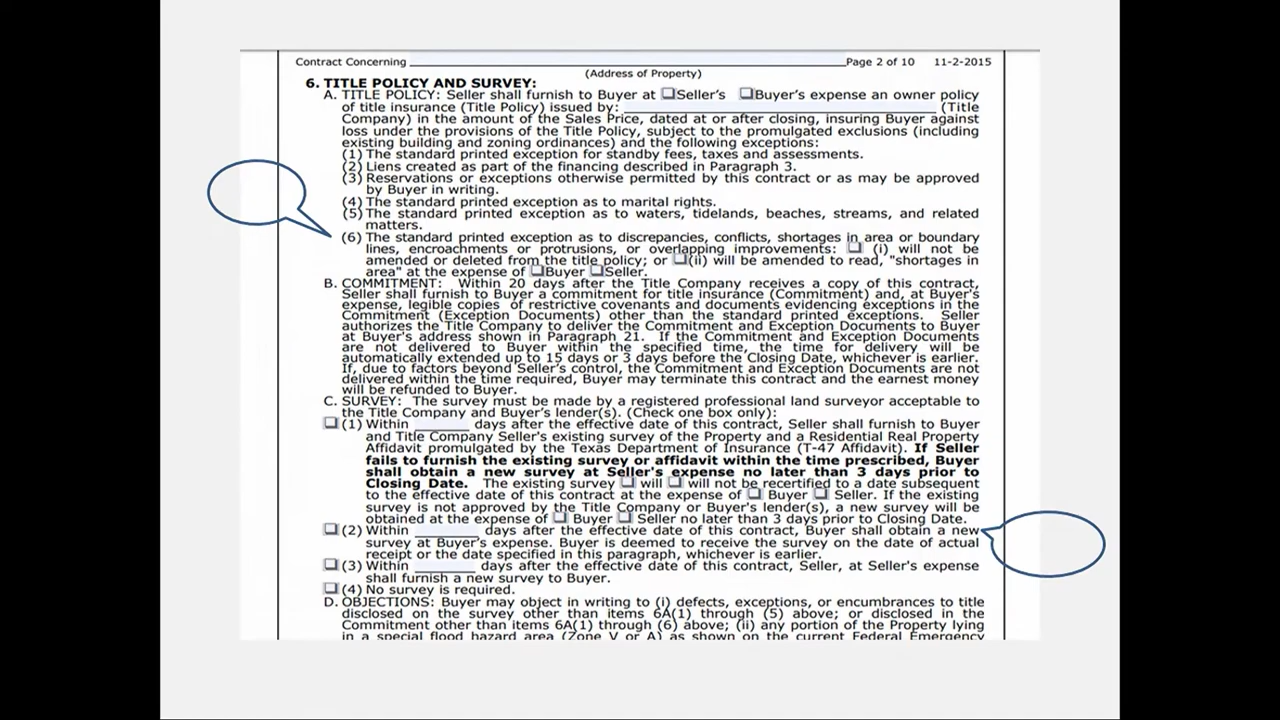 Contract Concerning Page 2 of 10 11-2-2015
(Address of Property)
6. TITLE POLICY AND SURVEY:
A. TITLE POLICY: Seller shall furnish to Buyer at ☐Seller's ☐Buyer's expense an owner policy
of title insurance (Title Policy) issued by: (Title
Company) in the amount of the Sales Price, dated at or after closing, insuring Buyer against
loss under the provisions of the Title Policy, subject to the promulgated exclusions (including
existing building and zoning ordinances) and the following exceptions:
(1) The standard printed exception for standby fees, taxes and assessments.
(2) Liens created as part of the financing described in Paragraph 3.
(3) Reservations or exceptions otherwise permitted by this contract or as may be approved
by Buyer in writing.
(4) The standard printed exception as to marital rights.
(5) The standard printed exception as to waters, tidelands, beaches, streams, and related
matters.
(6) The standard printed exception as to discrepancies, conflicts, shortages in area or boundary
lines, encroachments or protrusions, or overlapping improvements: ☐ (i) will not be
amended or deleted from the title policy; or ☐(ii) will be amended to read, "shortages in
area" at the expense of ☐Buyer ☐Seller.
B. COMMITMENT: Within 20 days after the Title Company receives a copy of this contract,
Seller shall furnish to Buyer a commitment for title insurance (Commitment) and, at Buyer's
expense, legible copies of restrictive covenants and documents evidencing exceptions in the
Commitment (Exception Documents) other than the standard printed exceptions. Seller
authorizes the Title Company to deliver the Commitment and Exception Documents to Buyer
at Buyer's address shown in Paragraph 21. If the Commitment and Exception Documents
are not delivered to Buyer within the specified time, the time for delivery will be
automatically extended up to 15 days or 3 days before the Closing Date, whichever is earlier.
If, due to factors beyond Seller's control, the Commitment and Exception Documents are not
delivered within the time required, Buyer may terminate this contract and the earnest money
will be refunded to Buyer.
C. SURVEY: The survey must be made by a registered professional land surveyor acceptable to
the Title Company and Buyer's lender(s). (Check one box only):
☐ (1) Within days after the effective date of this contract, Seller shall furnish to Buyer
and Title Company Seller's existing survey of the Property and a Residential Real Property
Affidavit promulgated by the Texas Department of Insurance (T-47 Affidavit). If Seller
fails to furnish the existing survey or affidavit within the time prescribed, Buyer
shall obtain a new survey at Seller's expense no later than 3 days prior to
Closing Date. The existing survey ☐ will ☐ will not be recertified to a date subsequent
to the effective date of this contract at the expense of ☐ Buyer ☐ Seller. If the existing
survey is not approved by the Title Company or Buyer's lender(s), a new survey will be
obtained at the expense of ☐ Buyer ☐ Seller no later than 3 days prior to Closing Date.
☐ (2) Within days after the effective date of this contract, Buyer shall obtain a new
survey at Buyer's expense. Buyer is deemed to receive the survey on the date of actual
receipt or the date specified in this paragraph, whichever is earlier.
☐ (3) Within days after the effective date of this contract, Seller, at Seller's expense
shall furnish a new survey to Buyer.
☐ (4) No survey is required.
D. OBJECTIONS: Buyer may object in writing to (i) defects, exceptions, or encumbrances to title
disclosed on the survey other than items 6A(1) through (5) above; or disclosed in the
Commitment other than items 6A(1) through (6) above; (ii) any portion of the Property lying
in a special flood hazard area (Zone V or A) as shown on the current Federal Emergency